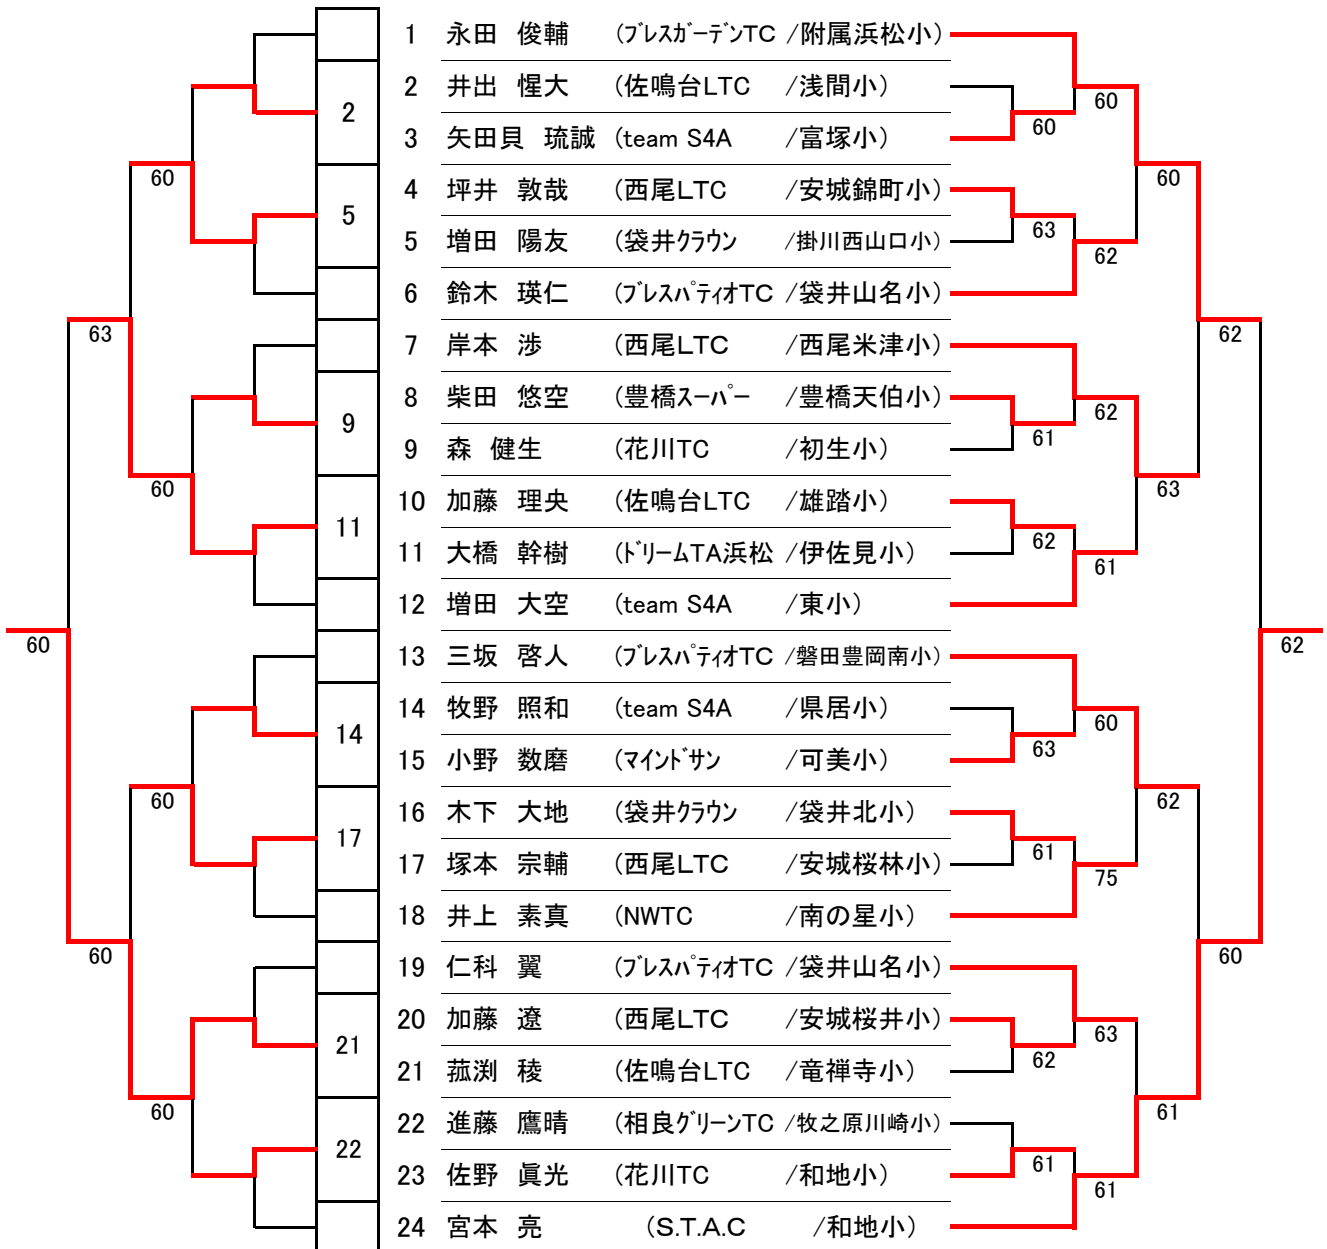 1 永田 俊輔 (ブレスガーデンTC /附属浜松小)
2 井出 惺大 (佐鳴台LTC /浅間小)
3 矢田貝 琉誠 (team S4A /富塚小)
4 坪井 敦哉 (西尾LTC /安城錦町小)
5 増田 陽友 (袋井クラウン /掛川西山口小)
6 鈴木 瑛仁 (ブレスパティオTC /袋井山名小)
7 岸本 渉 (西尾LTC /西尾米津小)
8 柴田 悠空 (豊橋スーパー /豊橋天伯小)
9 森 健生 (花川TC /初生小)
10 加藤 理央 (佐鳴台LTC /雄踏小)
11 大橋 幹樹 (ドリームTA浜松 /伊佐見小)
12 増田 大空 (team S4A /東小)
13 三坂 啓人 (ブレスパティオTC /磐田豊岡南小)
14 牧野 照和 (team S4A /県居小)
15 小野 数磨 (マインドサン /可美小)
16 木下 大地 (袋井クラウン /袋井北小)
17 塚本 宗輔 (西尾LTC /安城桜林小)
18 井上 素真 (NWTC /南の星小)
19 仁科 翼 (ブレスパティオTC /袋井山名小)
20 加藤 遼 (西尾LTC /安城桜井小)
21 菰渕 稜 (佐鳴台LTC /竜禅寺小)
22 進藤 鷹晴 (相良グリーンTC /牧之原川崎小)
23 佐野 眞光 (花川TC /和地小)
24 宮本 亮 (S.T.A.C /和地小)
2
5
9
11
14
17
21
22
60
60
60
60
63
60
60
60
63
61
62
63
61
62
61
60
62
62
61
60
75
63
61
60
63
62
61
62
60
62